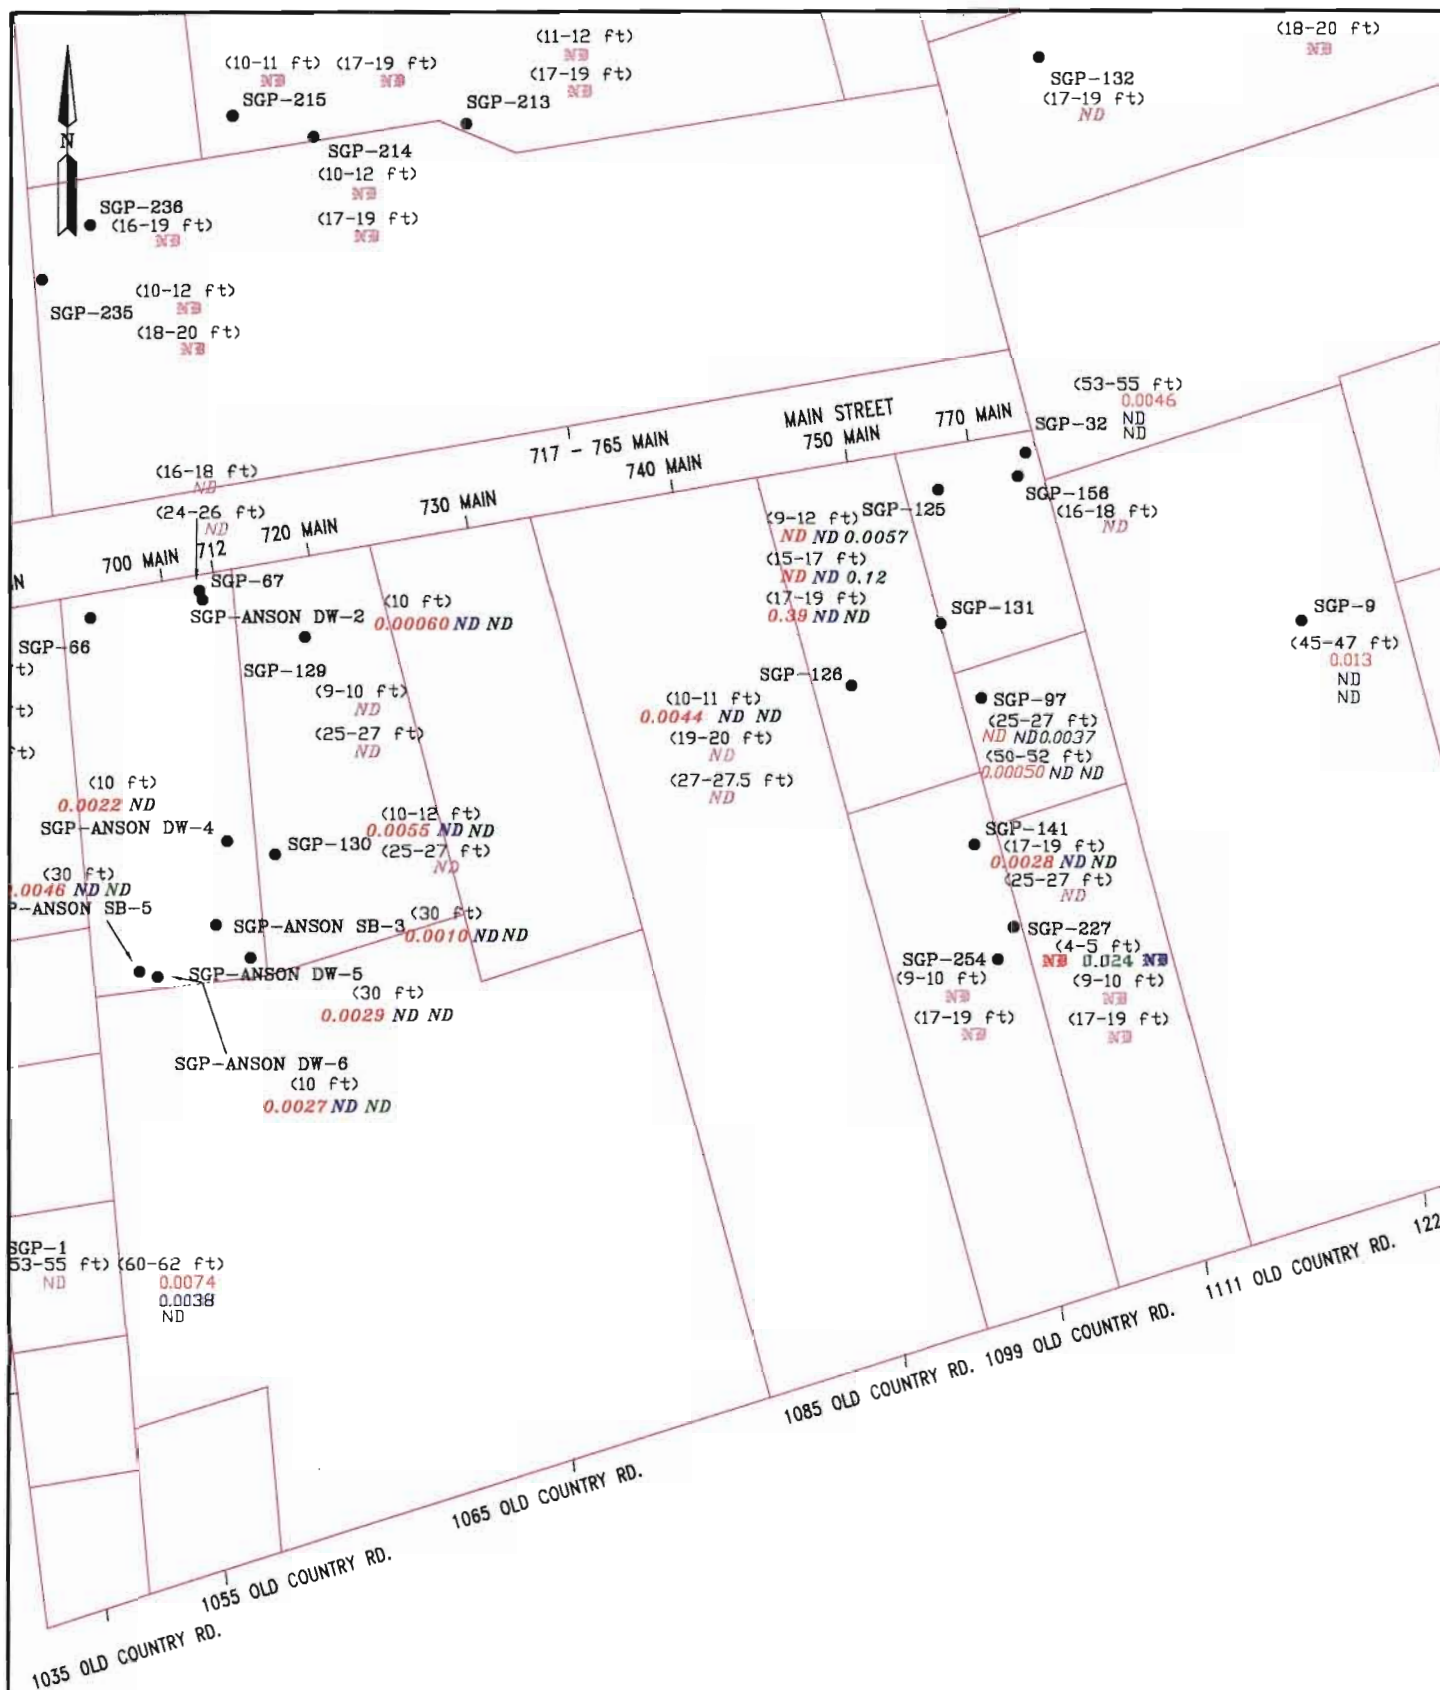 (11-12 ft)
ND
(18-20 ft)
ND
(10-11 ft) (17-19 ft)
ND ND
(17-19 ft)
ND
SGP-132
(17-19 ft)
ND
SGP-215
SGP-213
SGP-214
(10-12 ft)
ND
(17-19 ft)
ND
N
SGP-236
(16-19 ft)
ND
SGP-235
(10-12 ft)
ND
(18-20 ft)
ND
(53-55 ft)
0.0046
ND
ND
SGP-32
MAIN STREET
717 - 765 MAIN
740 MAIN
750 MAIN
770 MAIN
730 MAIN
720 MAIN
712
700 MAIN
(16-18 ft)
ND
(24-26 ft)
ND
SGP-156
(16-18 ft)
ND
SGP-125
(9-12 ft)
ND ND 0.0057
(15-17 ft)
ND ND 0.12
(17-19 ft)
0.39 ND ND
SGP-67
SGP-ANSON DW-2
(10 ft)
0.00060 ND ND
SGP-66
SGP-131
SGP-9
(45-47 ft)
0.013
ND
ND
SGP-129
(9-10 ft)
ND
(25-27 ft)
ND
SGP-126
(10-11 ft)
0.0044 ND ND
(19-20 ft)
ND
(27-27.5 ft)
ND
SGP-97
(25-27 ft)
ND ND 0.0037
(50-52 ft)
0.00050 ND ND
t)
t)
ft)
(10 ft)
0.0022 ND
SGP-ANSON DW-4
SGP-130
(10-12 ft)
0.0055 ND ND
(25-27 ft)
ND
SGP-141
(17-19 ft)
0.0028 ND ND
(25-27 ft)
ND
(30 ft)
.0046 ND ND
P-ANSON SB-5
SGP-ANSON SB-3
(30 ft)
0.0010 ND ND
SGP-227
(4-5 ft)
ND 0.024 ND
(9-10 ft)
ND
(17-19 ft)
ND
SGP-254
(9-10 ft)
ND
(17-19 ft)
ND
SGP-ANSON DW-5
(30 ft)
0.0029 ND ND
SGP-ANSON DW-6
(10 ft)
0.0027 ND ND
SGP-1
53-55 ft) (60-62 ft)
ND 0.0074
0.0038
ND
122
1111 OLD COUNTRY RD.
1099 OLD COUNTRY RD.
1085 OLD COUNTRY RD.
1065 OLD COUNTRY RD.
1055 OLD COUNTRY RD.
1035 OLD COUNTRY RD.